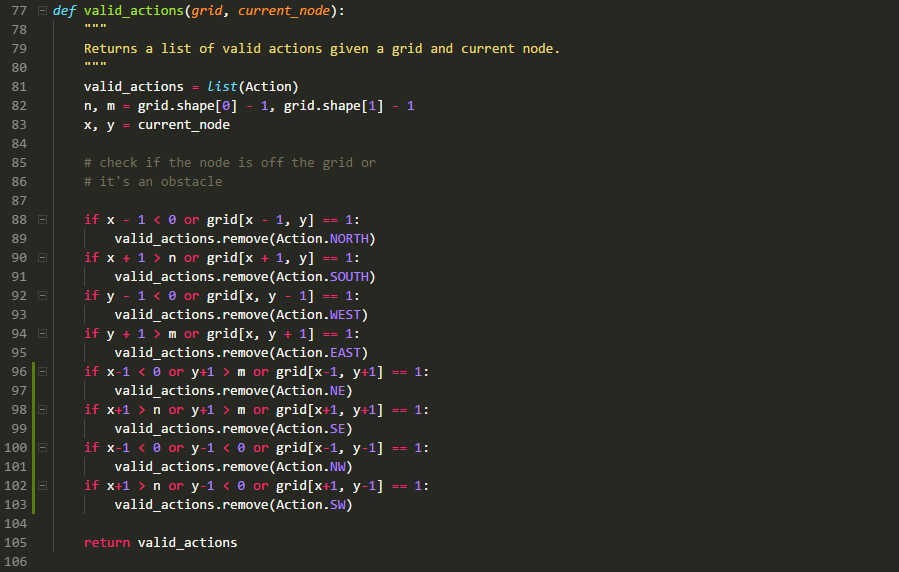 77 def valid_actions(grid, current_node):
78     """
79     Returns a list of valid actions given a grid and current node.
80     """
81     valid_actions = list(Action)
82     n, m = grid.shape[0] - 1, grid.shape[1] - 1
83     x, y = current_node
84
85     # check if the node is off the grid or
86     # it's an obstacle
87
88     if x - 1 < 0 or grid[x - 1, y] == 1:
89         valid_actions.remove(Action.NORTH)
90     if x + 1 > n or grid[x + 1, y] == 1:
91         valid_actions.remove(Action.SOUTH)
92     if y - 1 < 0 or grid[x, y - 1] == 1:
93         valid_actions.remove(Action.WEST)
94     if y + 1 > m or grid[x, y + 1] == 1:
95         valid_actions.remove(Action.EAST)
96     if x-1 < 0 or y+1 > m or grid[x-1, y+1] == 1:
97         valid_actions.remove(Action.NE)
98     if x+1 > n or y+1 > m or grid[x+1, y+1] == 1:
99         valid_actions.remove(Action.SE)
100     if x-1 < 0 or y-1 < 0 or grid[x-1, y-1] == 1:
101         valid_actions.remove(Action.NW)
102     if x+1 > n or y-1 < 0 or grid[x+1, y-1] == 1:
103         valid_actions.remove(Action.SW)
104
105     return valid_actions
106